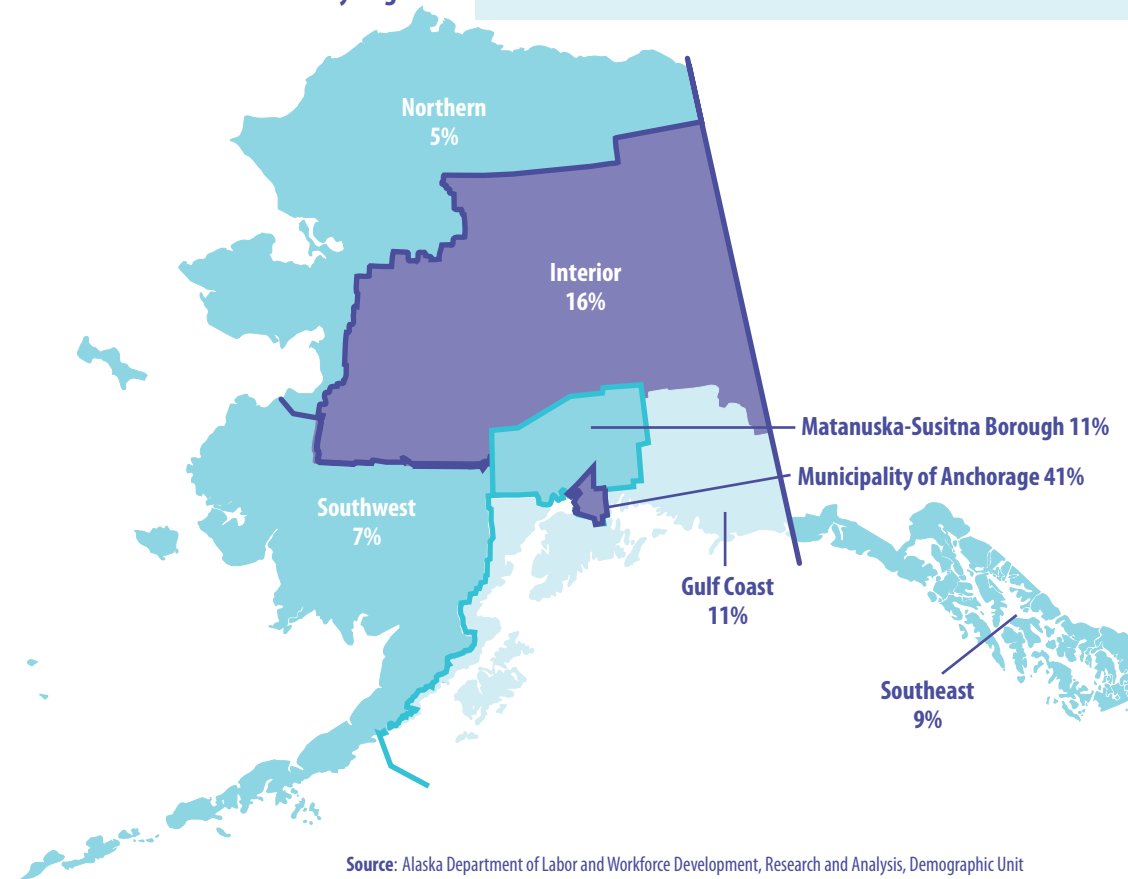 Northern
5%
Interior
16%
Matanuska-Susitna Borough 11%
Municipality of Anchorage 41%
Southwest
7%
Gulf Coast
11%
Southeast
9%
Source: Alaska Department of Labor and Workforce Development, Research and Analysis, Demographic Unit